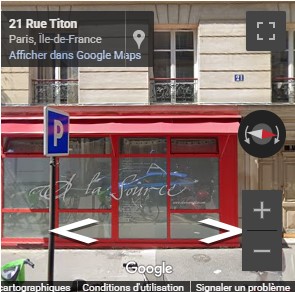 21 Rue Titon
Paris, Île-de-France
Afficher dans Google Maps
21
P
à la Source
Google
cartographiques
Conditions d'utilisation
Signaler un problème